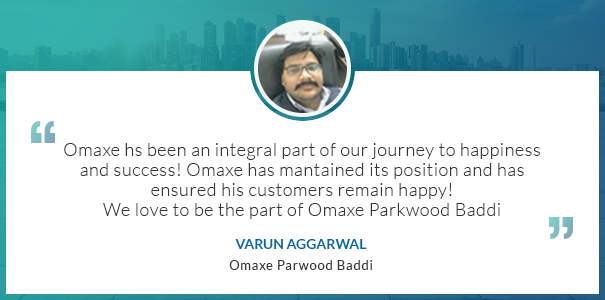 Omaxe hs been an integral part of our journey to happiness
and success! Omaxe has mantained its position and has
ensured his customers remain happy!
We love to be the part of Omaxe Parkwood Baddi
VARUN AGGARWAL
Omaxe Parwood Baddi